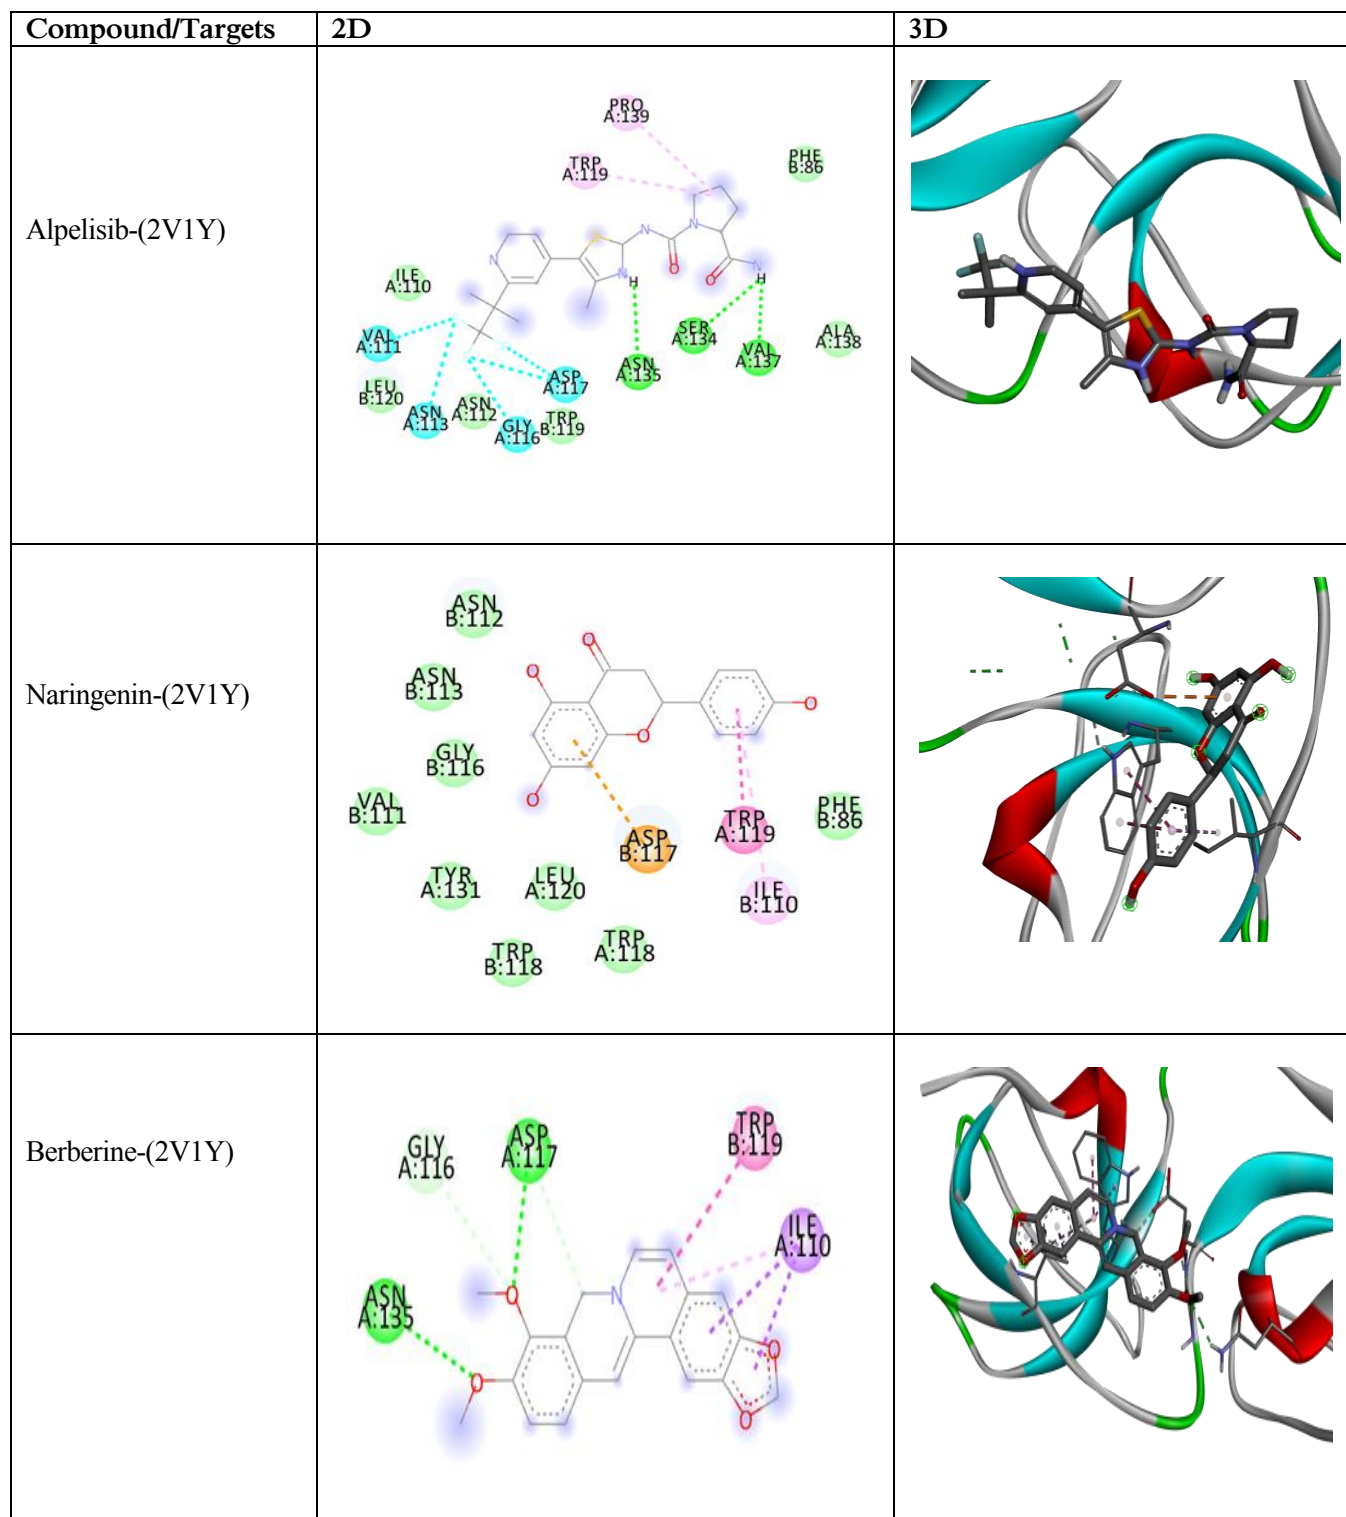 Compound/Targets
2D
3D
Alpelisib-(2V1Y)
PRO
A:139
TRP
A:119
PHE
B:86
N
N
N
N
N
H
S
O
O
H
ILE
A:110
VAL
A:111
LEU
B:120
ASN
A:113
ASN
A:112
GLY
A:116
TRP
B:119
ASP
A:117
ASN
A:135
SER
A:134
VAL
A:137
ALA
A:138
Naringenin-(2V1Y)
ASN
B:112
ASN
B:113
GLY
B:116
VAL
B:111
TYR
A:131
LEU
A:120
TRP
B:118
TRP
A:118
ASP
B:117
TRP
A:119
ILE
B:110
PHE
B:86
O
O
O
O
O
Berberine-(2V1Y)
GLY
A:116
ASP
A:117
TRP
B:119
ILE
A:110
ASN
A:135
O
N
O
O
O